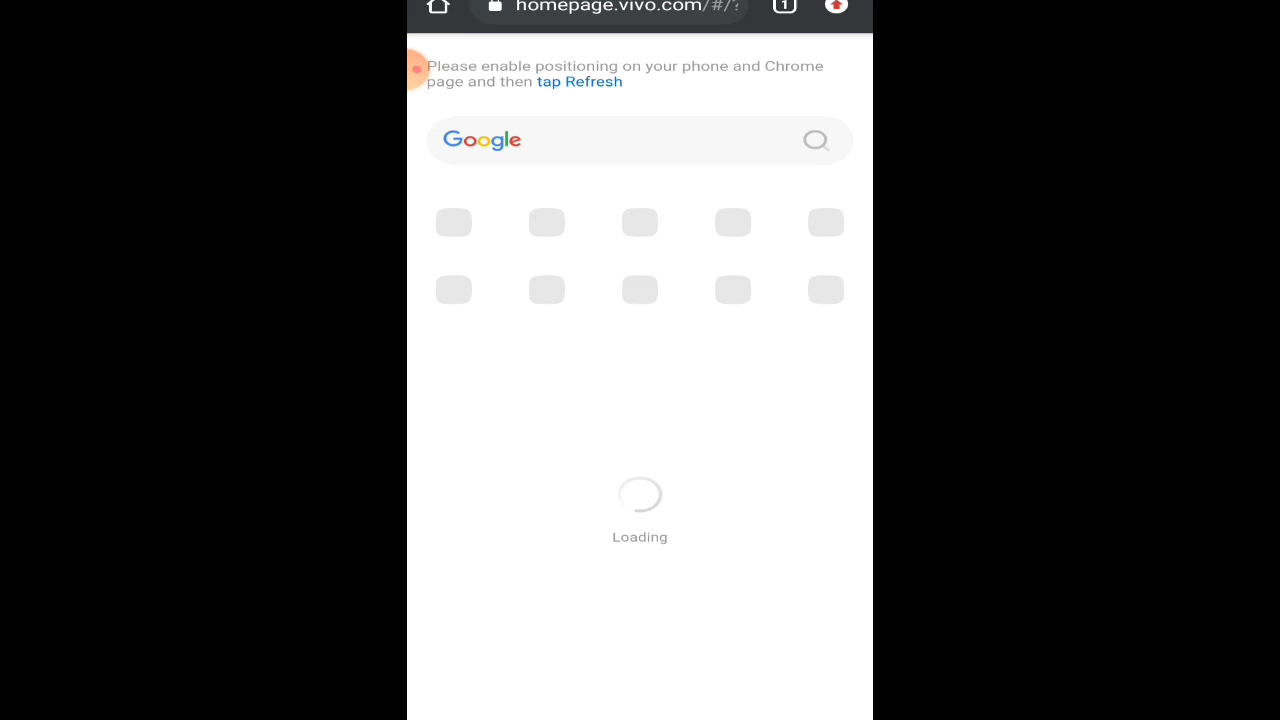 homepage.vivo.com/#/?
1
Please enable positioning on your phone and Chrome
page and then tap Refresh
Google
Loading